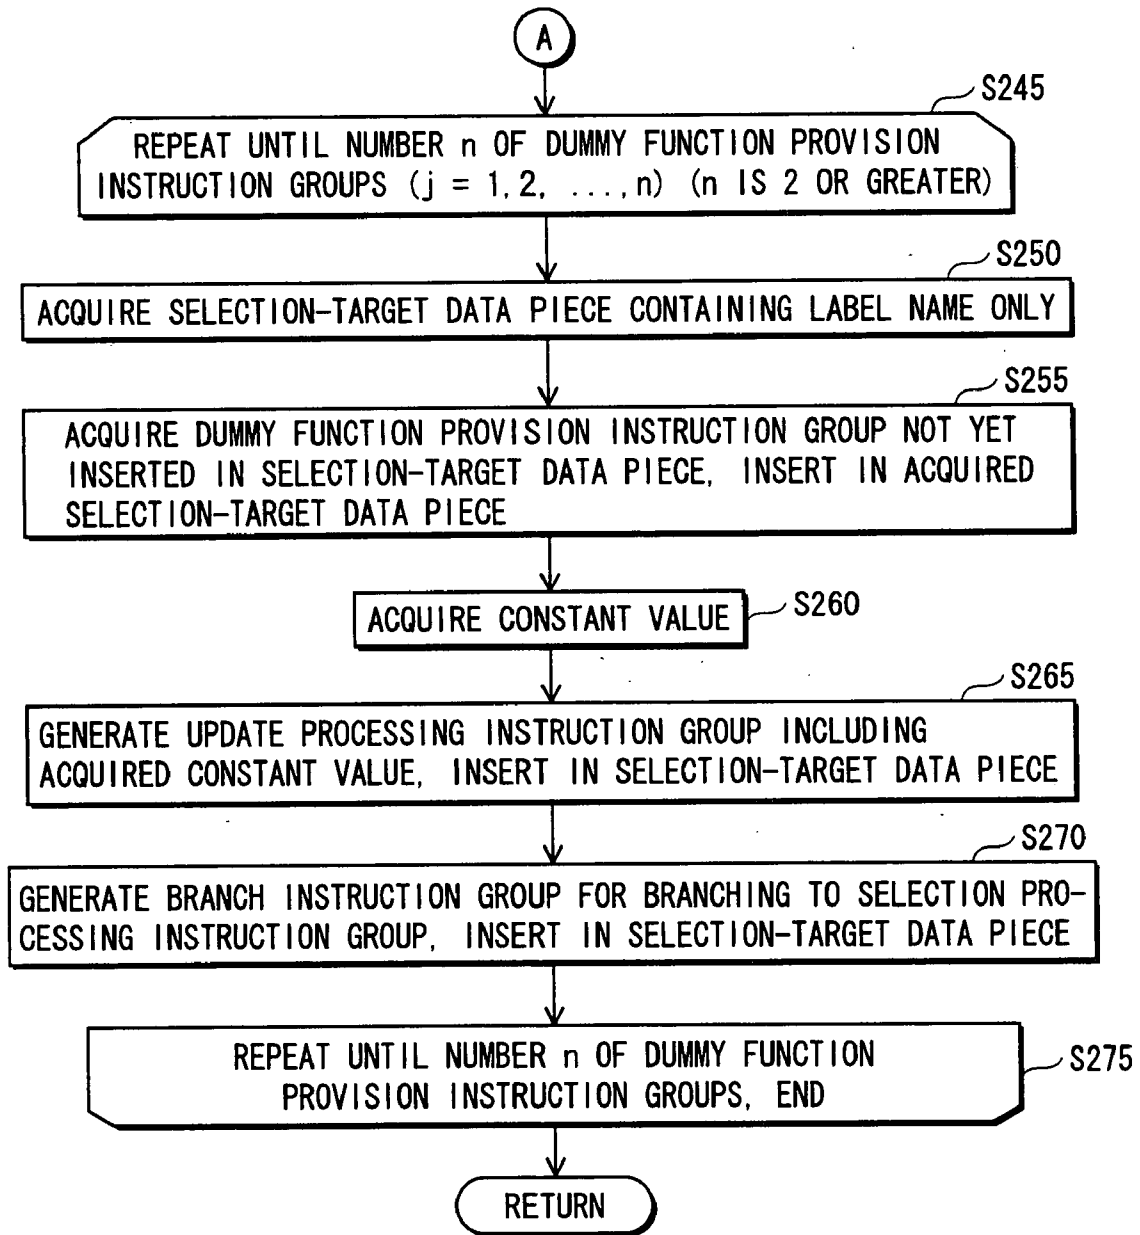 A
S245
REPEAT UNTIL NUMBER n OF DUMMY FUNCTION PROVISION
INSTRUCTION GROUPS (j = 1, 2, ..., n) (n IS 2 OR GREATER)
S250
ACQUIRE SELECTION-TARGET DATA PIECE CONTAINING LABEL NAME ONLY
S255
ACQUIRE DUMMY FUNCTION PROVISION INSTRUCTION GROUP NOT YET
INSERTED IN SELECTION-TARGET DATA PIECE, INSERT IN ACQUIRED
SELECTION-TARGET DATA PIECE
ACQUIRE CONSTANT VALUE
S260
S265
GENERATE UPDATE PROCESSING INSTRUCTION GROUP INCLUDING
ACQUIRED CONSTANT VALUE, INSERT IN SELECTION-TARGET DATA PIECE
S270
GENERATE BRANCH INSTRUCTION GROUP FOR BRANCHING TO SELECTION PRO-
CESSING INSTRUCTION GROUP, INSERT IN SELECTION-TARGET DATA PIECE
REPEAT UNTIL NUMBER n OF DUMMY FUNCTION
PROVISION INSTRUCTION GROUPS, END
S275
RETURN